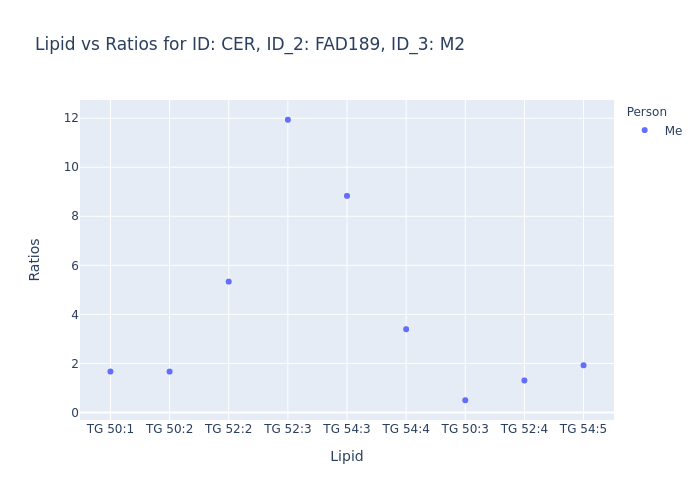 Lipid vs Ratios for ID: CER, ID_2: FAD189, ID_3: M2
Person
Me
12
10
8
6
4
2
0
Ratios
TG 50:1 TG 50:2 TG 52:2 TG 52:3 TG 54:3 TG 54:4 TG 50:3 TG 52:4 TG 54:5
Lipid